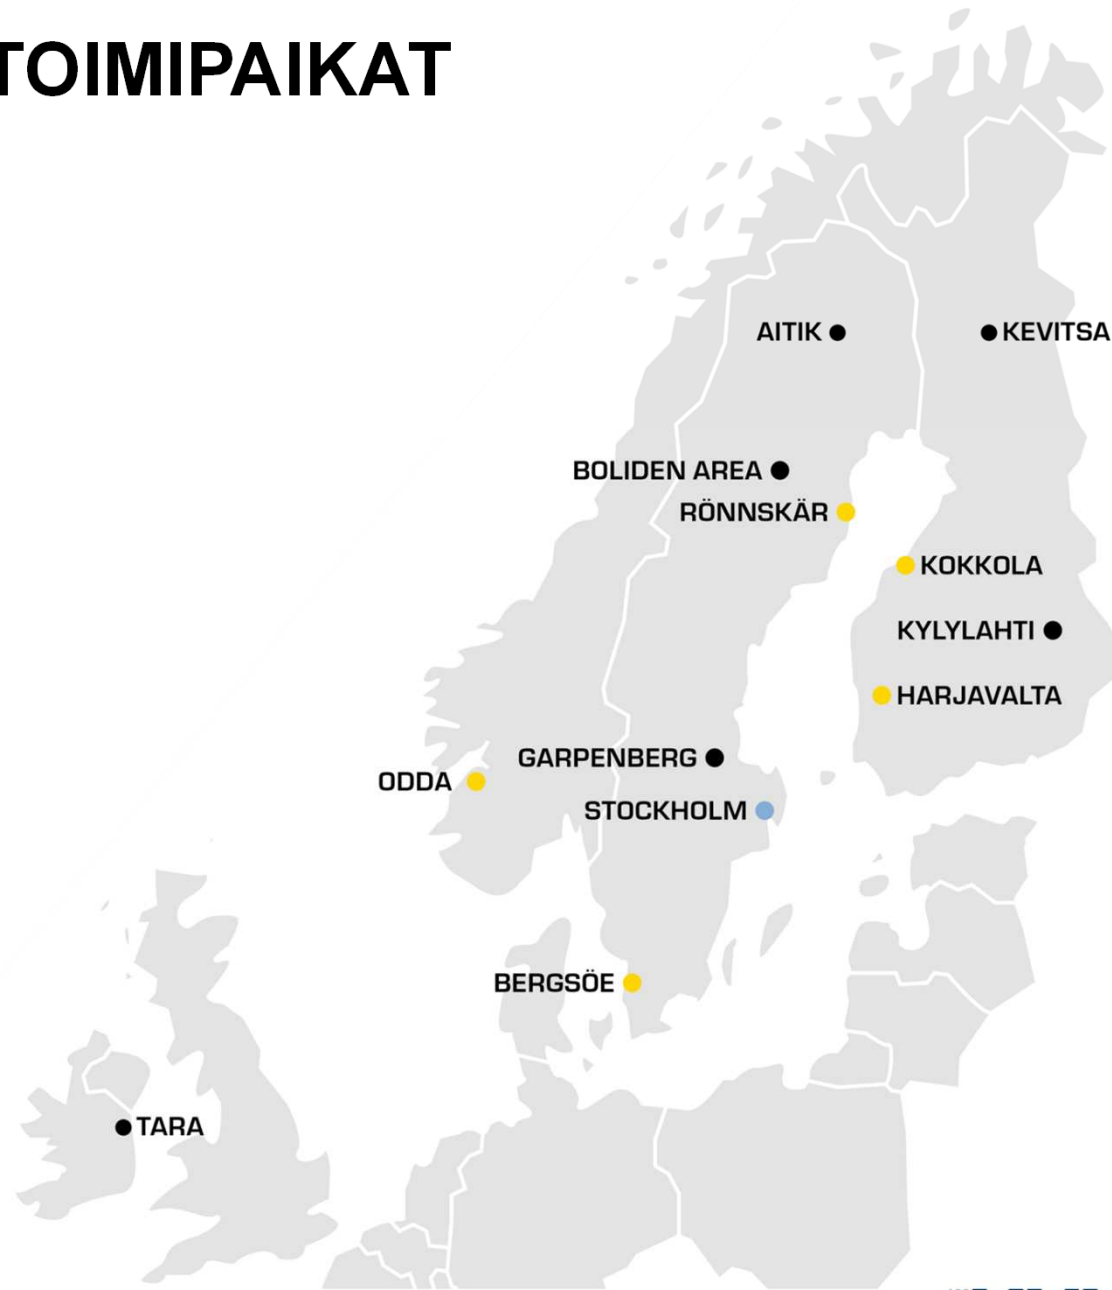 TOIMIPAIKAT
AITIK
KEVITSA
BOLIDEN AREA
RÖNNSKÄR
KOKKOLA
KYLYLAHTI
HARJAVALTA
GARPENBERG
ODDA
STOCKHOLM
BERGSÖE
TARA